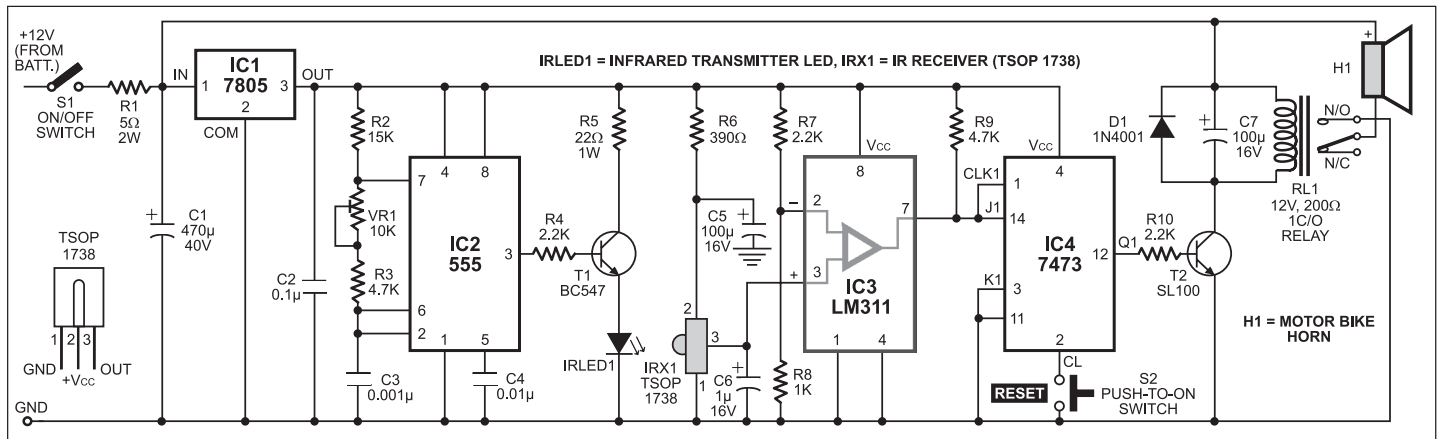 +12V
(FROM
BATT.)
S1
ON/OFF
SWITCH
R1
5Ω
2W
IN
1
IC1
7805
3
OUT
2
COM
IRLED1 = INFRARED TRANSMITTER LED, IRX1 = IR RECEIVER (TSOP 1738)
+
C1
470µ
40V
TSOP
1738
1
2
3
GND
+Vcc
OUT
GND
C2
0.1µ
R2
15K
VR1
10K
R3
4.7K
C3
0.001µ
7
6
2
4
8
IC2
555
3
1
5
C4
0.01µ
R4
2.2K
R5
22Ω
1W
T1
BC547
IRLED1
R6
390Ω
+
C5
100µ
16V
2
3
1
IRX1
TSOP
1738
+
C6
1µ
16V
R7
2.2K
R8
1K
–
+
Vcc
8
2
3
7
IC3
LM311
1
4
R9
4.7K
CLK1
J1
K1
Vcc
4
1
14
IC4
7473
12
3
11
2
Q1
CL
RESET
S2
PUSH-TO-ON
SWITCH
R10
2.2K
T2
SL100
D1
1N4001
+
C7
100µ
16V
N/O
N/C
RL1
12V, 200Ω
1C/O
RELAY
+
H1
H1 = MOTOR BIKE
HORN